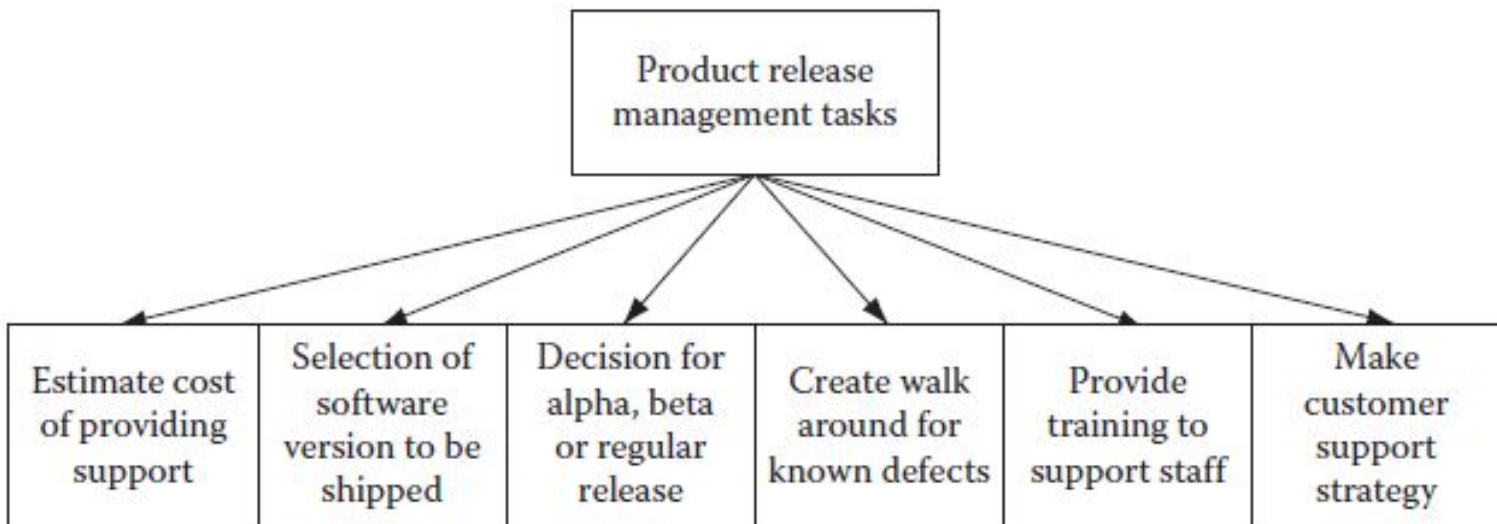 Product release
management tasks
Estimate cost
of providing
support
Selection of
software
version to be
shipped
Decision for
alpha, beta
or regular
release
Create walk
around for
known defects
Provide
training to
support staff
Make
customer
support
strategy